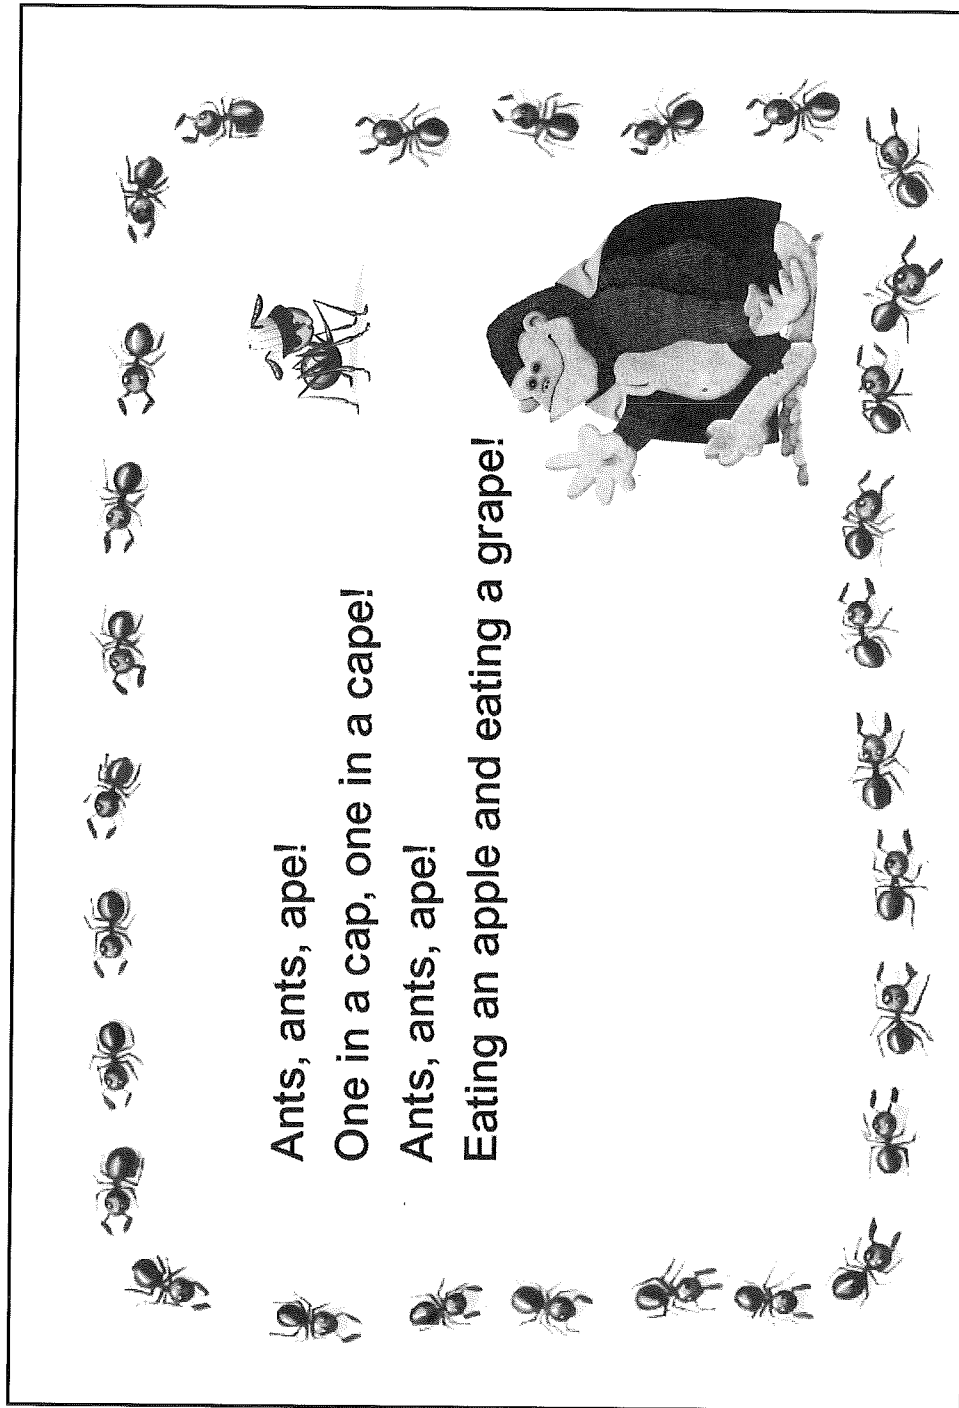 Ants, ants, ape!
One in a cap, one in a cape!
Ants, ants, ape!
Eating an apple and eating a grape!